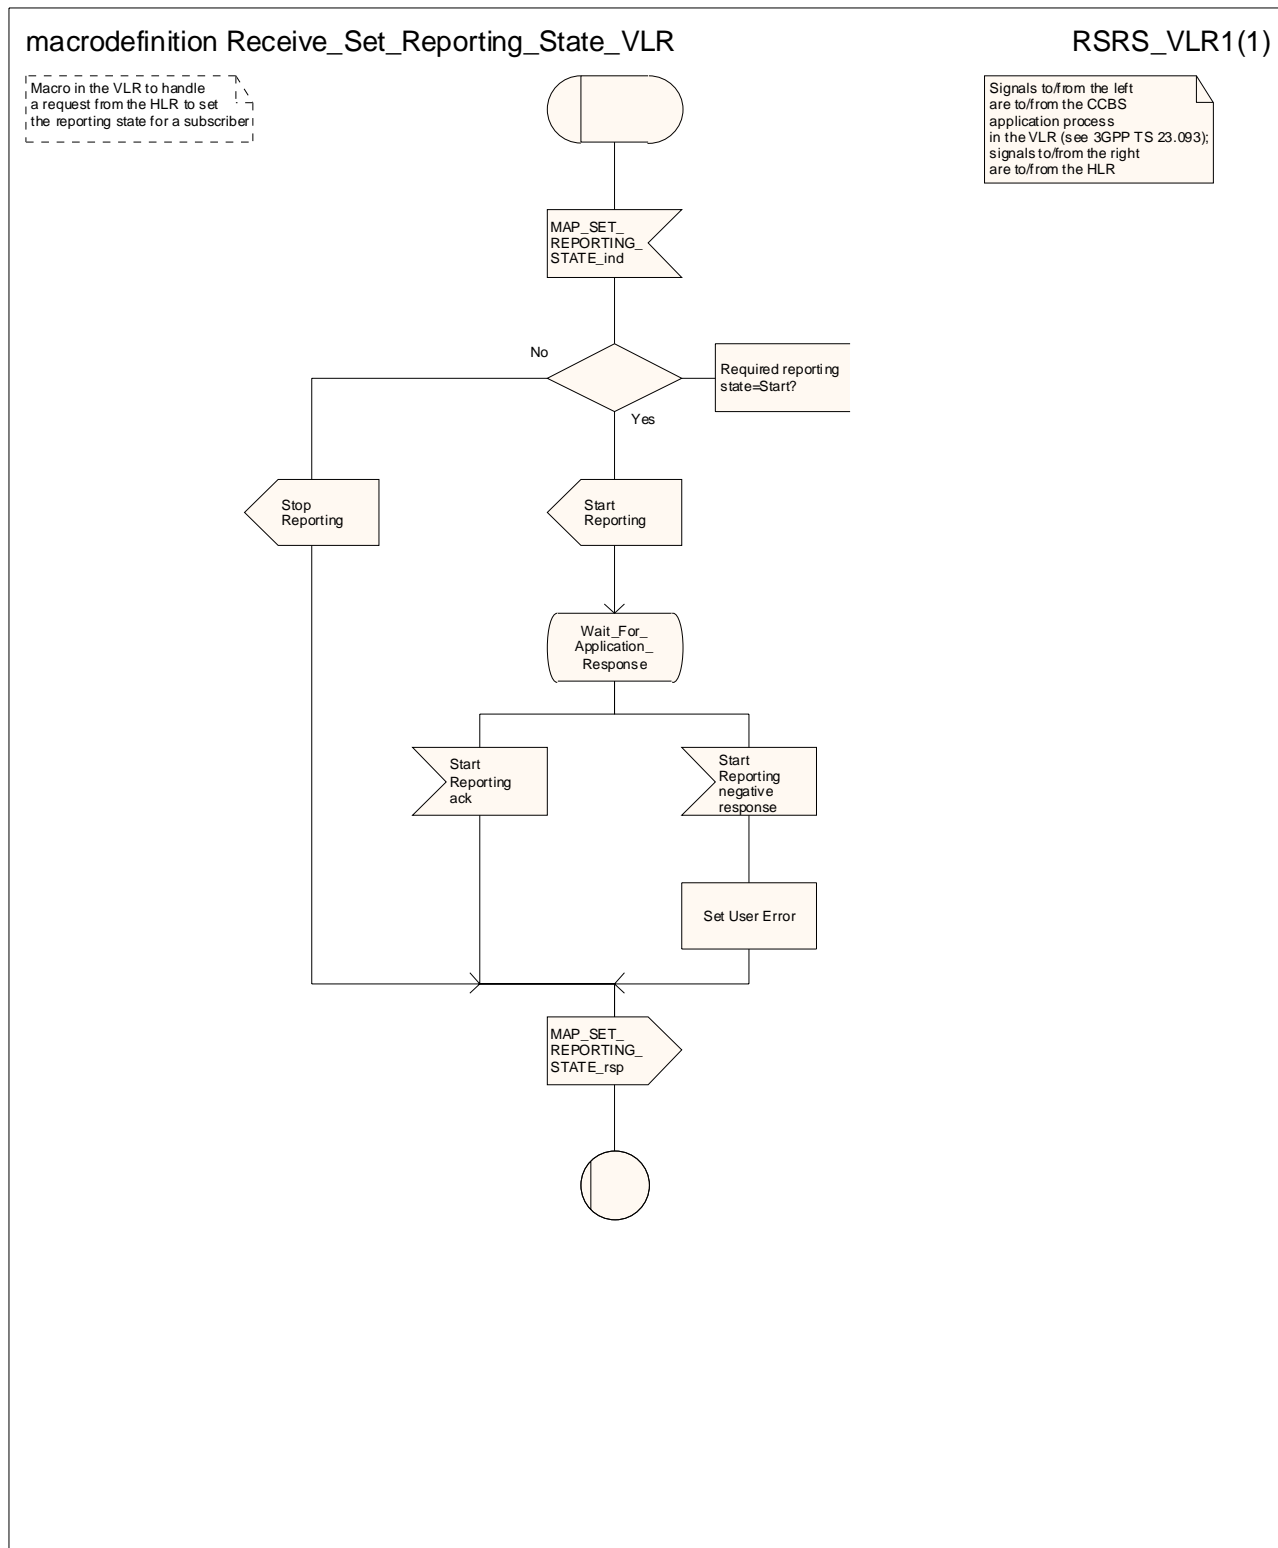 macrodefinition Receive_Set_Reporting_State_VLR
RSRS_VLR1(1)
Macro in the VLR to handle
a request from the HLR to set
the reporting state for a subscriber
Signals to/from the left
are to/from the CCBS
application process
in the VLR (see 3GPP TS 23.093);
signals to/from the right
are to/from the HLR
MAP_SET_
REPORTING_
STATE_ind
No
Required reporting
state=Start?
Yes
Stop
Reporting
Start
Reporting
Wait_For_
Application_
Response
Start
Reporting
ack
Start
Reporting
negative
response
Set User Error
MAP_SET_
REPORTING_
STATE_rsp